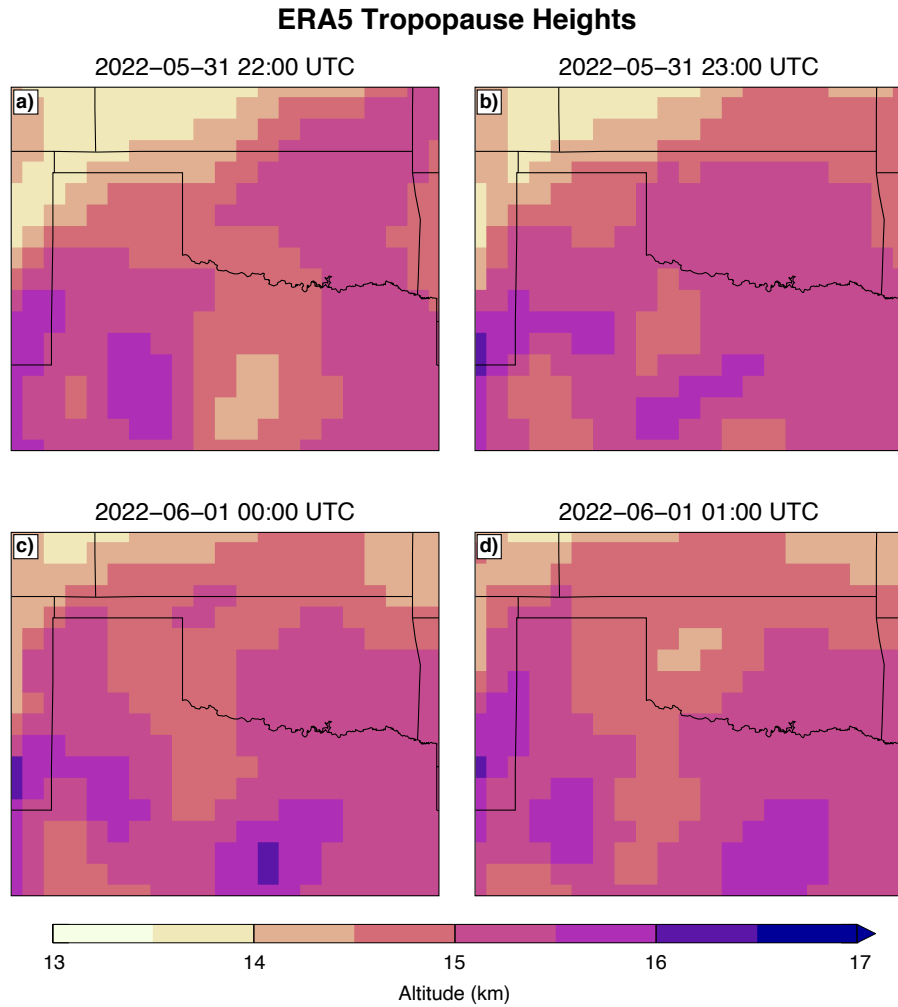 ERA5 Tropopause Heights
2022−05−31 22:00 UTC
2022−05−31 23:00 UTC
a)
b)
2022−06−01 00:00 UTC
2022−06−01 01:00 UTC
c)
d)
13 14 15 16 17
Altitude (km)